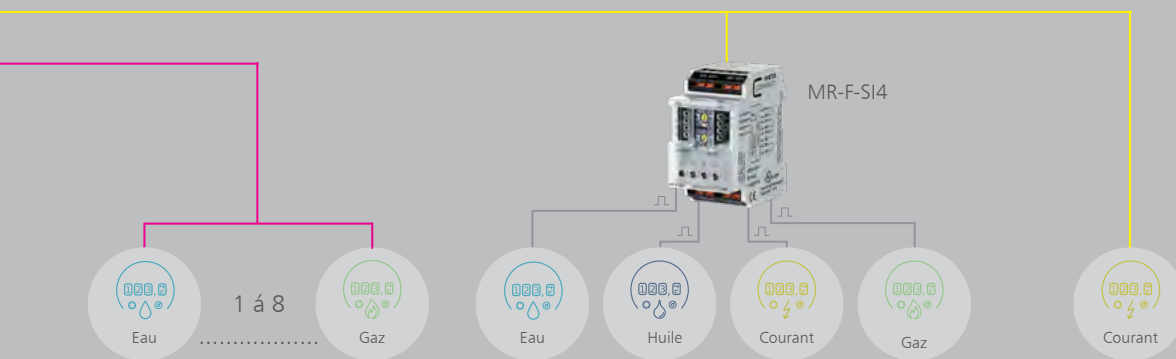 MR-F-SI4
1 á 8
Eau
Gaz
Eau
Huile
Courant
Gaz
Courant